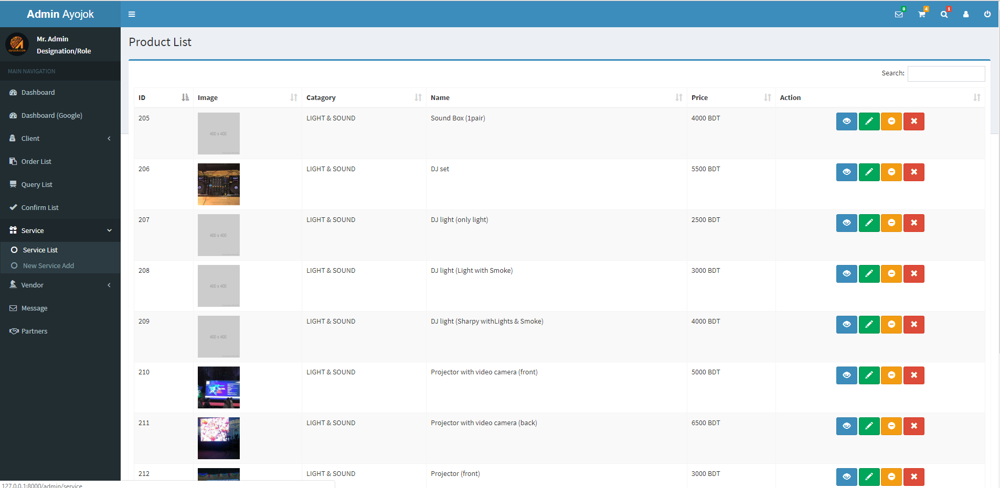 Admin Ayojok
0
4
1
ayojok.com
Mr. Admin
Designation/Role
MAIN NAVIGATION
Dashboard
Dashboard (Google)
Client
Order List
Query List
Confirm List
Service
Service List
New Service Add
Vendor
Message
Partners
Product List
Search:
ID Image Catagory Name Price Action
205 400 x 400 LIGHT & SOUND Sound Box (1pair) 4000 BDT
206 LIGHT & SOUND DJ set 5500 BDT
207 400 x 400 LIGHT & SOUND DJ light (only light) 2500 BDT
208 400 x 400 LIGHT & SOUND DJ light (Light with Smoke) 3000 BDT
209 400 x 400 LIGHT & SOUND DJ light (Sharpy withLights & Smoke) 4000 BDT
210 LIGHT & SOUND Projector with video camera (front) 5000 BDT
211 LIGHT & SOUND Projector with video camera (back) 6500 BDT
212 LIGHT & SOUND Projector (front) 3000 BDT
127.0.0.1:8000/admin/service